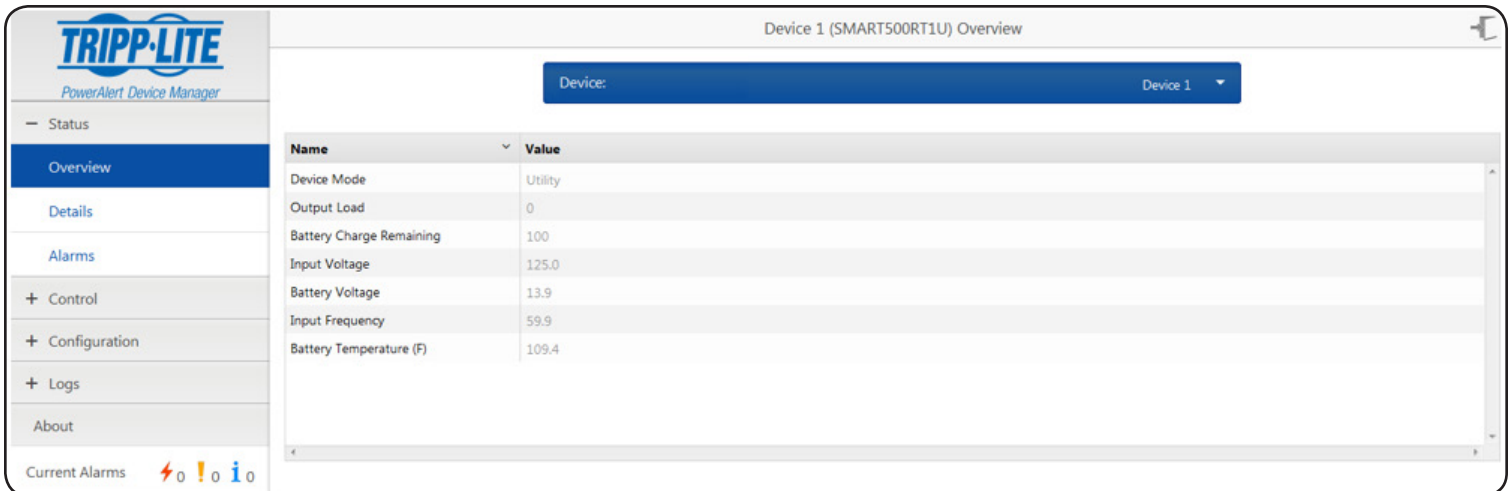 TRIPP·LITE
PowerAlert Device Manager
Device 1 (SMART500RT1U) Overview
Device: Device 1
− Status
Overview
Details
Alarms
+ Control
+ Configuration
+ Logs
About
Current Alarms 0 0 0
Name Value
Device Mode Utility
Output Load 0
Battery Charge Remaining 100
Input Voltage 125.0
Battery Voltage 13.9
Input Frequency 59.9
Battery Temperature (F) 109.4